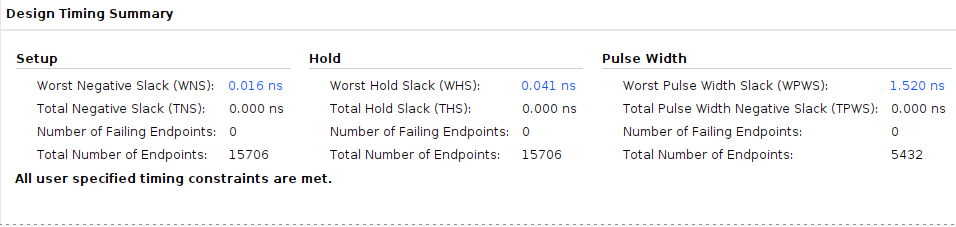 Design Timing Summary
Setup Hold Pulse Width
Worst Negative Slack (WNS): 0.016 ns Worst Hold Slack (WHS): 0.041 ns Worst Pulse Width Slack (WPWS): 1.520 ns
Total Negative Slack (TNS): 0.000 ns Total Hold Slack (THS): 0.000 ns Total Pulse Width Negative Slack (TPWS): 0.000 ns
Number of Failing Endpoints: 0 Number of Failing Endpoints: 0 Number of Failing Endpoints: 0
Total Number of Endpoints: 15706 Total Number of Endpoints: 15706 Total Number of Endpoints: 5432
All user specified timing constraints are met.